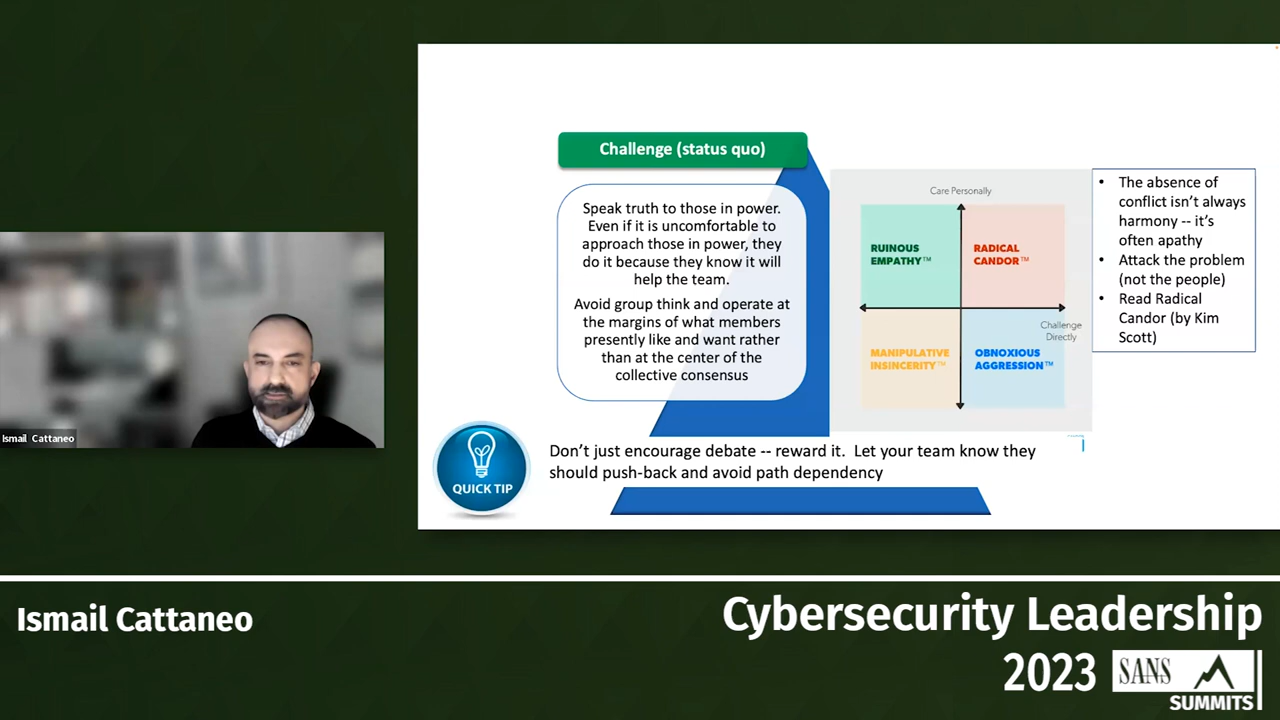 Challenge (status quo)
Speak truth to those in power.
Even if it is uncomfortable to
approach those in power, they
do it because they know it will
help the team.
Avoid group think and operate at
the margins of what members
presently like and want rather
than at the center of the
collective consensus
Care Personally
RUINOUS
EMPATHY™
RADICAL
CANDOR™
Challenge
Directly
MANIPULATIVE
INSINCERITY™
OBNOXIOUS
AGGRESSION™
• The absence of
conflict isn't always
harmony -- it's
often apathy
• Attack the problem
(not the people)
• Read Radical
Candor (by Kim
Scott)
QUICK TIP
Don't just encourage debate -- reward it. Let your team know they
should push-back and avoid path dependency
Ismail Cattaneo
Ismail Cattaneo
Cybersecurity Leadership
2023
SANS
SUMMITS